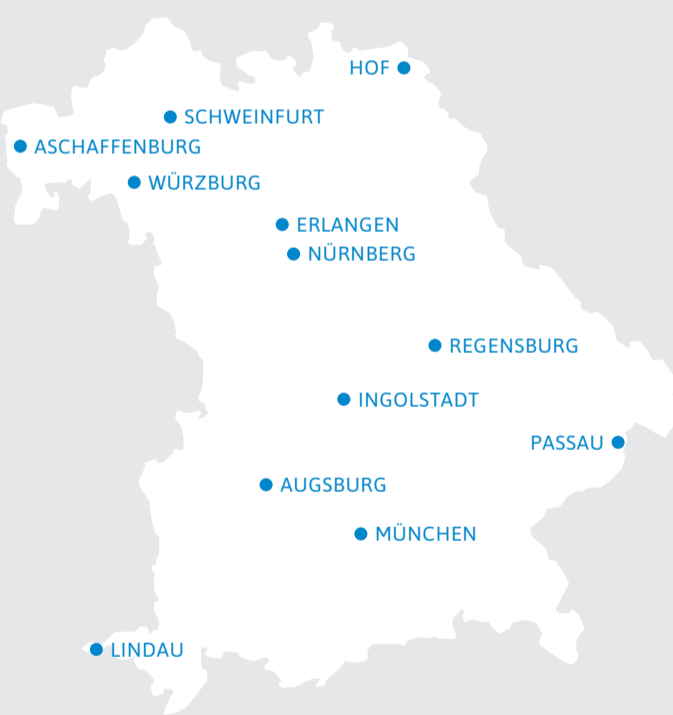 HOF
SCHWEINFURT
ASCHAFFENBURG
WÜRZBURG
ERLANGEN
NÜRNBERG
REGENSBURG
INGOLSTADT
PASSAU
AUGSBURG
MÜNCHEN
LINDAU